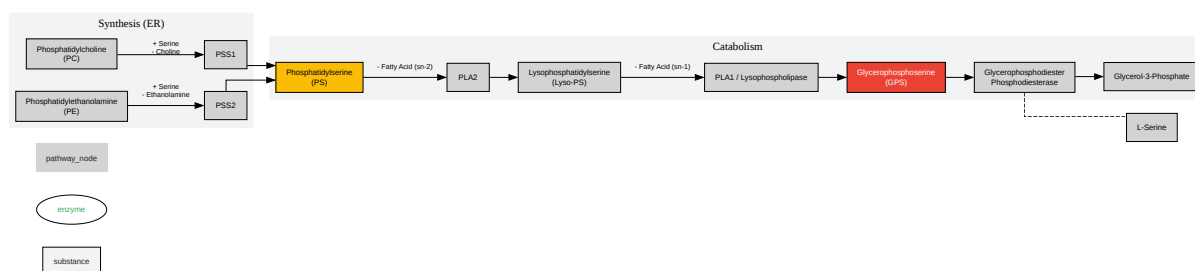 Synthesis (ER)
Phosphatidylcholine
(PC)
+ Serine
- Choline
PSS1
Phosphatidylethanolamine
(PE)
+ Serine
- Ethanolamine
PSS2
Catabolism
Phosphatidylserine
(PS)
- Fatty Acid (sn-2)
PLA2
Lysophosphatidylserine
(Lyso-PS)
- Fatty Acid (sn-1)
PLA1 / Lysophospholipase
Glycerophosphoserine
(GPS)
Glycerophosphodiester
Phosphodiesterase
Glycerol-3-Phosphate
L-Serine
pathway_node
enzyme
substance